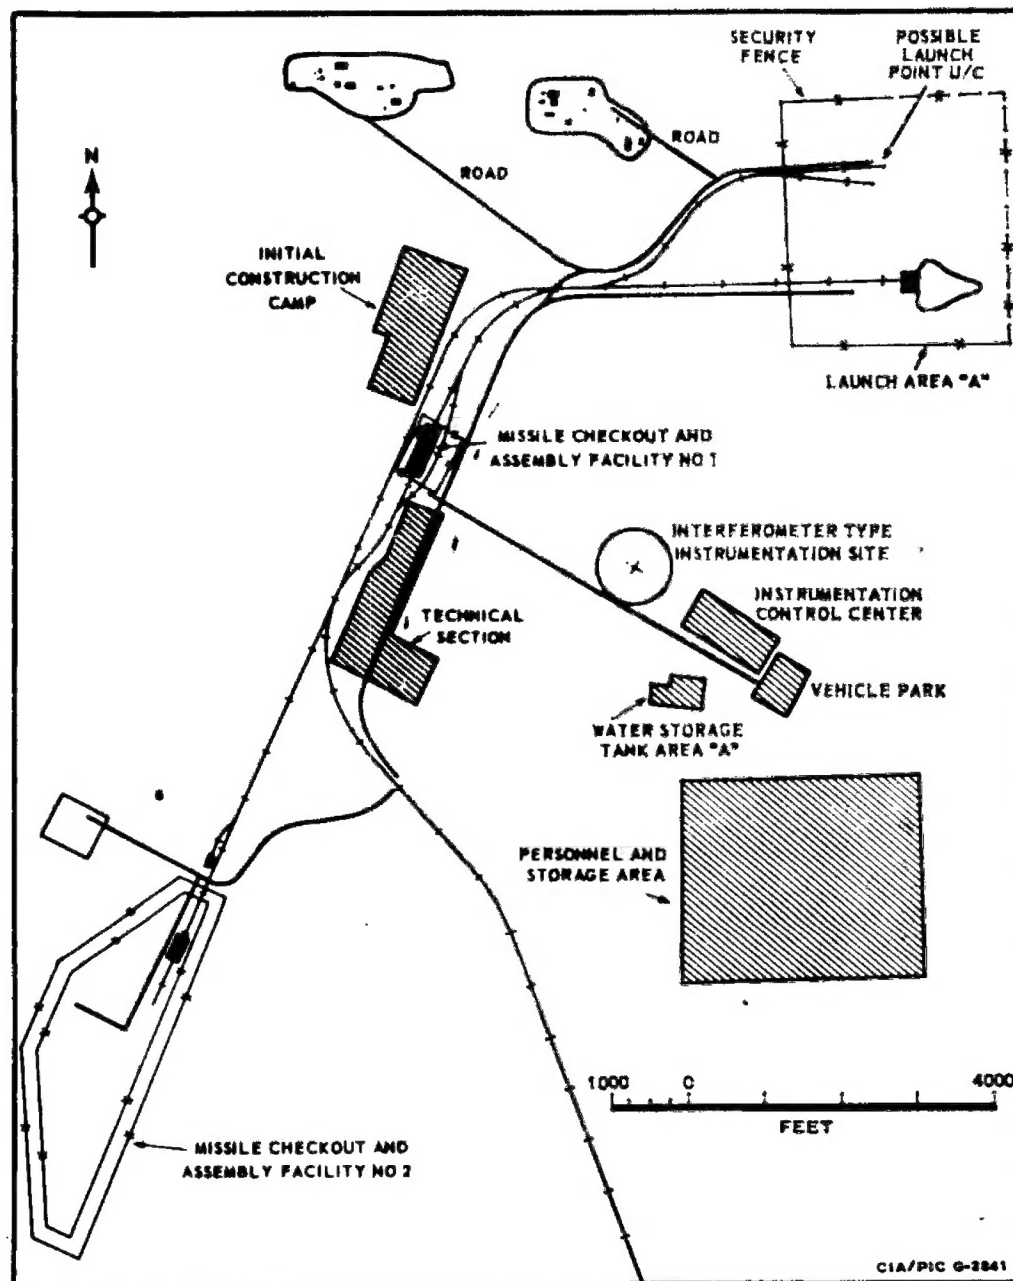 SECURITY
FENCE
POSSIBLE
LAUNCH
POINT U/C
ROAD
ROAD
N
INITIAL
CONSTRUCTION
CAMP
LAUNCH AREA "A"
MISSILE CHECKOUT AND
ASSEMBLY FACILITY NO 1
INTERFEROMETER TYPE
INSTRUMENTATION SITE
INSTRUMENTATION
CONTROL CENTER
TECHNICAL
SECTION
VEHICLE PARK
WATER STORAGE
TANK AREA "A"
PERSONNEL AND
STORAGE AREA
1000 0 4000
FEET
MISSILE CHECKOUT AND
ASSEMBLY FACILITY NO 2
CIA/PIC G-2841